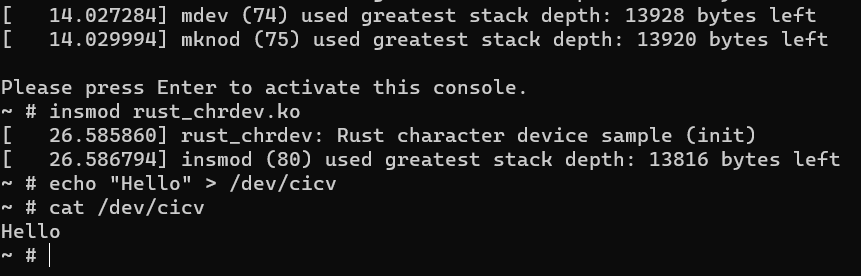 [   14.027284] mdev (74) used greatest stack depth: 13928 bytes left
[   14.029994] mknod (75) used greatest stack depth: 13920 bytes left
Please press Enter to activate this console.
~ # insmod rust_chrdev.ko
[   26.585860] rust_chrdev: Rust character device sample (init)
[   26.586794] insmod (80) used greatest stack depth: 13816 bytes left
~ # echo "Hello" > /dev/cicv
~ # cat /dev/cicv
Hello
~ #